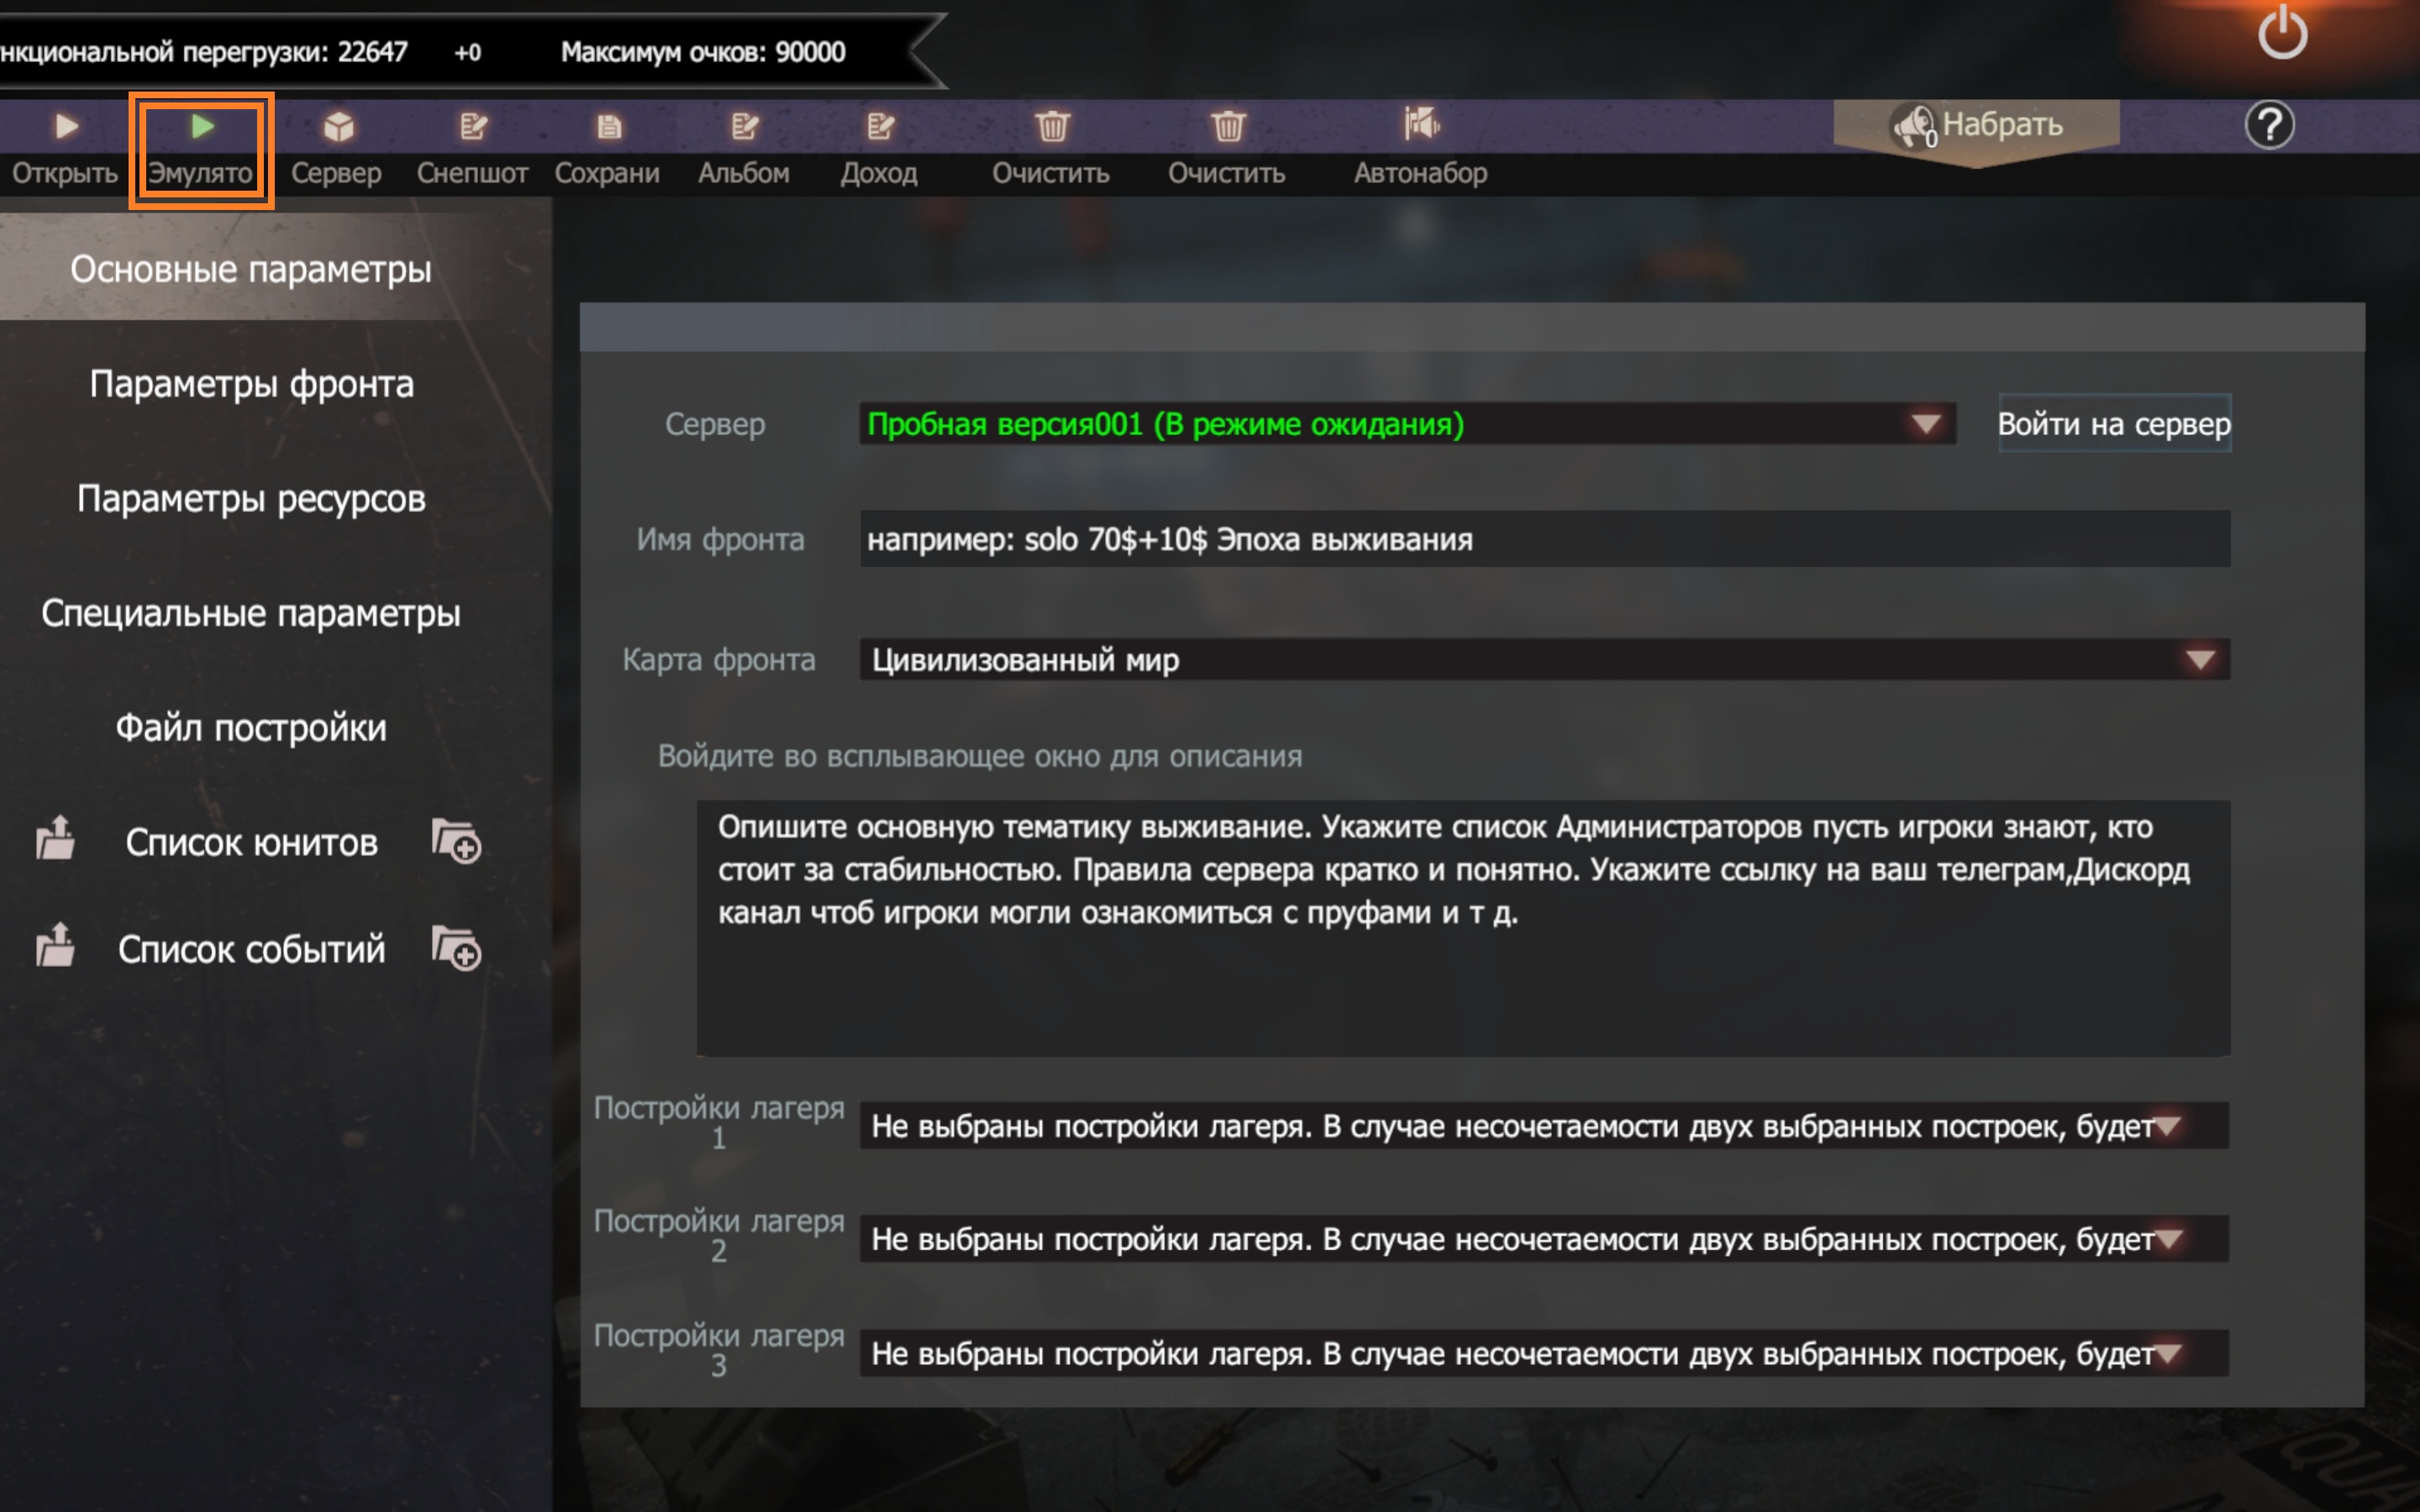 нкциональной перегрузки: 22647 +0 Максимум очков: 90000
Открыть Эмулято Сервер Снепшот Сохрани Альбом Доход Очистить Очистить Автонабор
0 Набрать ?
Основные параметры
Параметры фронта
Параметры ресурсов
Специальные параметры
Файл постройки
Список юнитов
Список событий
Сервер Пробная версия001 (В режиме ожидания) Войти на сервер
Имя фронта например: solo 70$+10$ Эпоха выживания
Карта фронта Цивилизованный мир
Войдите во всплывающее окно для описания
Опишите основную тематику выживание. Укажите список Администраторов пусть игроки знают, кто
стоит за стабильностью. Правила сервера кратко и понятно. Укажите ссылку на ваш телеграм,Дискорд
канал чтоб игроки могли ознакомиться с пруфами и т д.
Постройки лагеря
1
Не выбраны постройки лагеря. В случае несочетаемости двух выбранных построек, будет
Постройки лагеря
2
Не выбраны постройки лагеря. В случае несочетаемости двух выбранных построек, будет
Постройки лагеря
3
Не выбраны постройки лагеря. В случае несочетаемости двух выбранных построек, будет